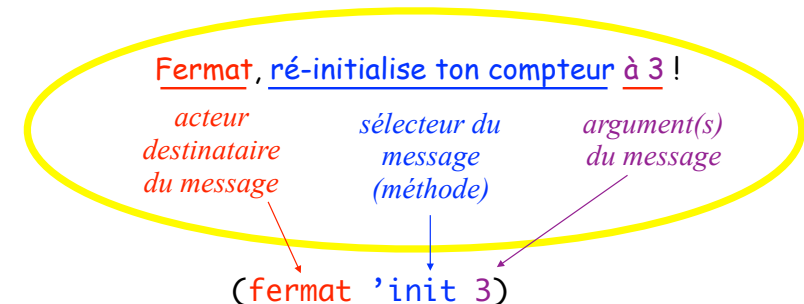 Fermat, ré-initialise ton compteur à 3 !
acteur
destinataire
du message
sélecteur du
message
(méthode)
argument(s)
du message
(fermat ’init 3)